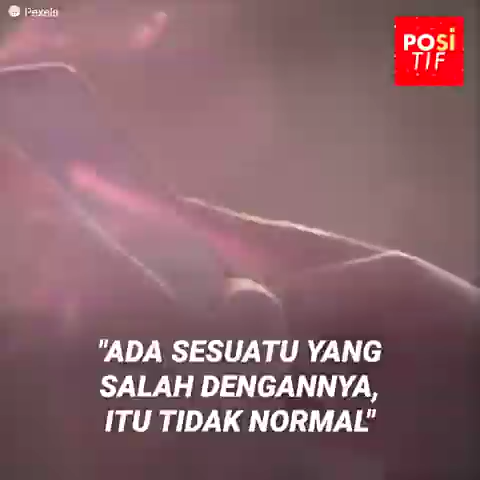 Pexels
POSi
TIF
"ADA SESUATU YANG
SALAH DENGANNYA,
ITU TIDAK NORMAL"